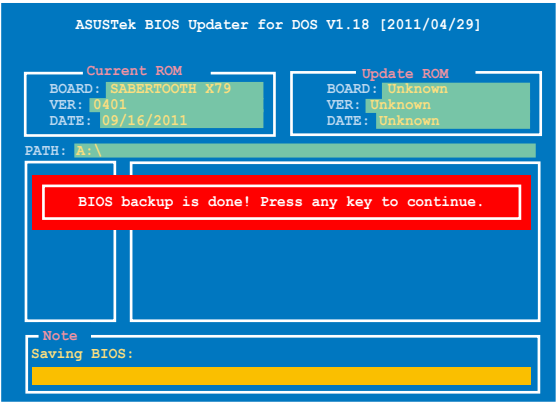 ASUSTek BIOS Updater for DOS V1.18 [2011/04/29]
Current ROM
BOARD: SABERTOOTH X79
VER: 0401
DATE: 09/16/2011
Update ROM
BOARD: Unknown
VER: Unknown
DATE: Unknown
PATH: A:\
BIOS backup is done! Press any key to continue.
Note
Saving BIOS: